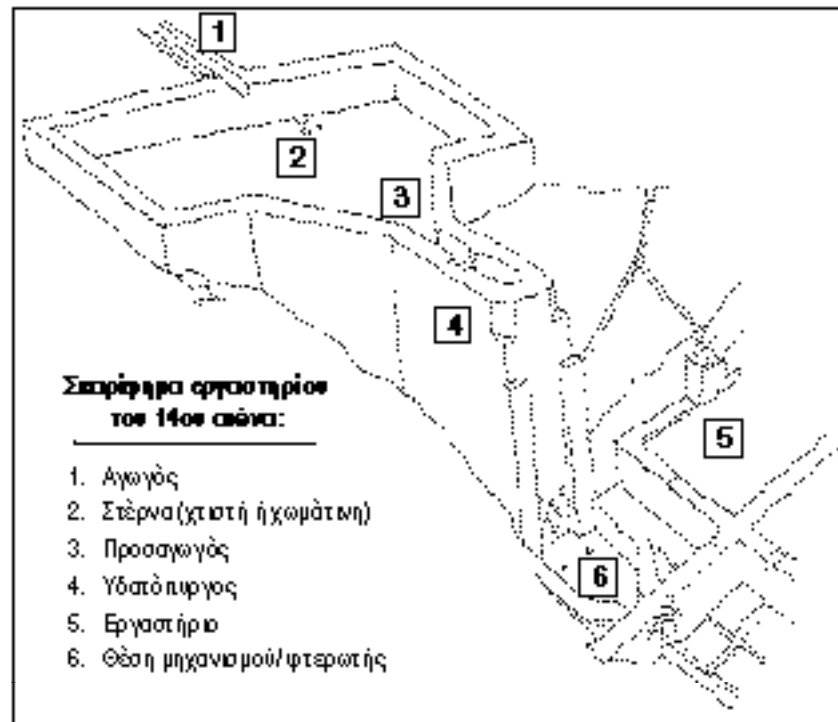 1
2
3
4
5
6
Σκαρίφημα εργαστηρίου
του 14ου αιώνα:
1. Αγωγός
2. Στέρνα (χτιστή ή χωμάτινη)
3. Προσαγωγός
4. Υδατόπυργος
5. Εργαστήριο
6. Θέση μηχανισμού/φτερωτής